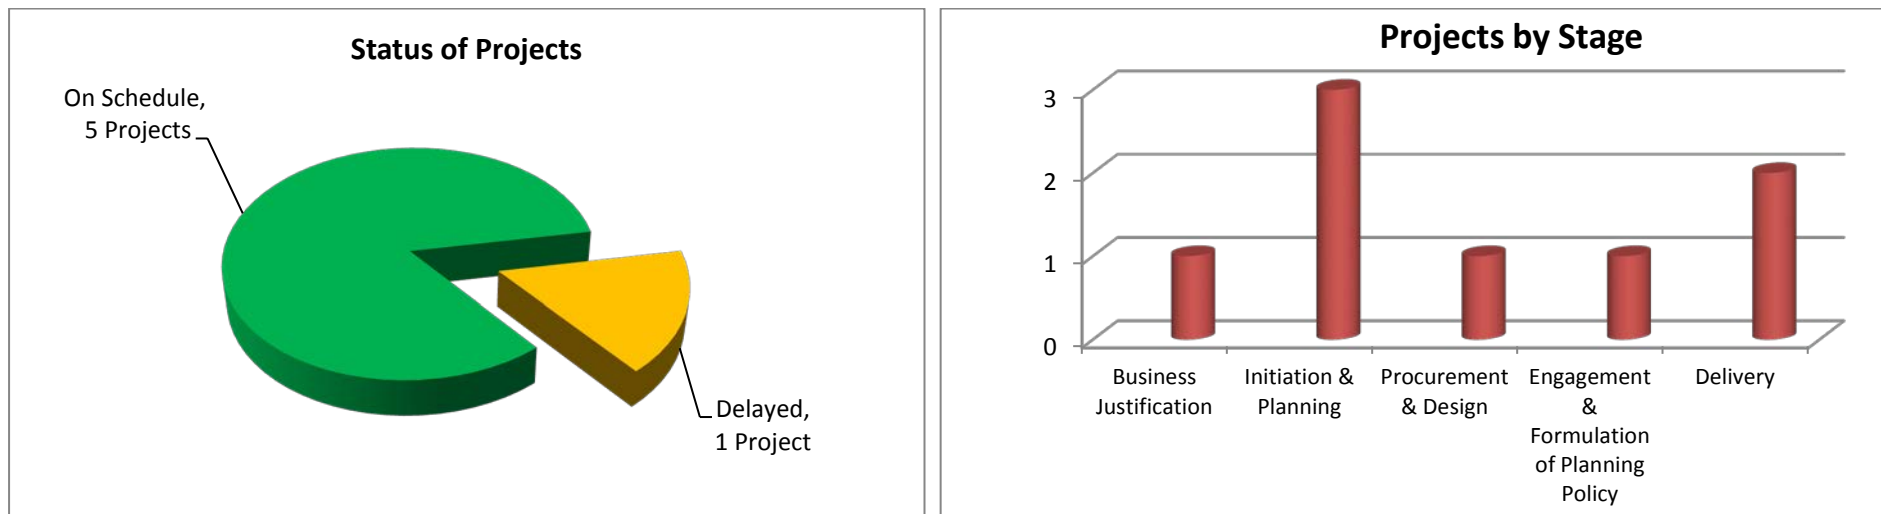 Status of Projects
On Schedule,
5 Projects
Delayed,
1 Project
Projects by Stage
3
2
1
0
Business
Justification
Initiation &
Planning
Procurement
& Design
Engagement
&
Formulation
of Planning
Policy
Delivery